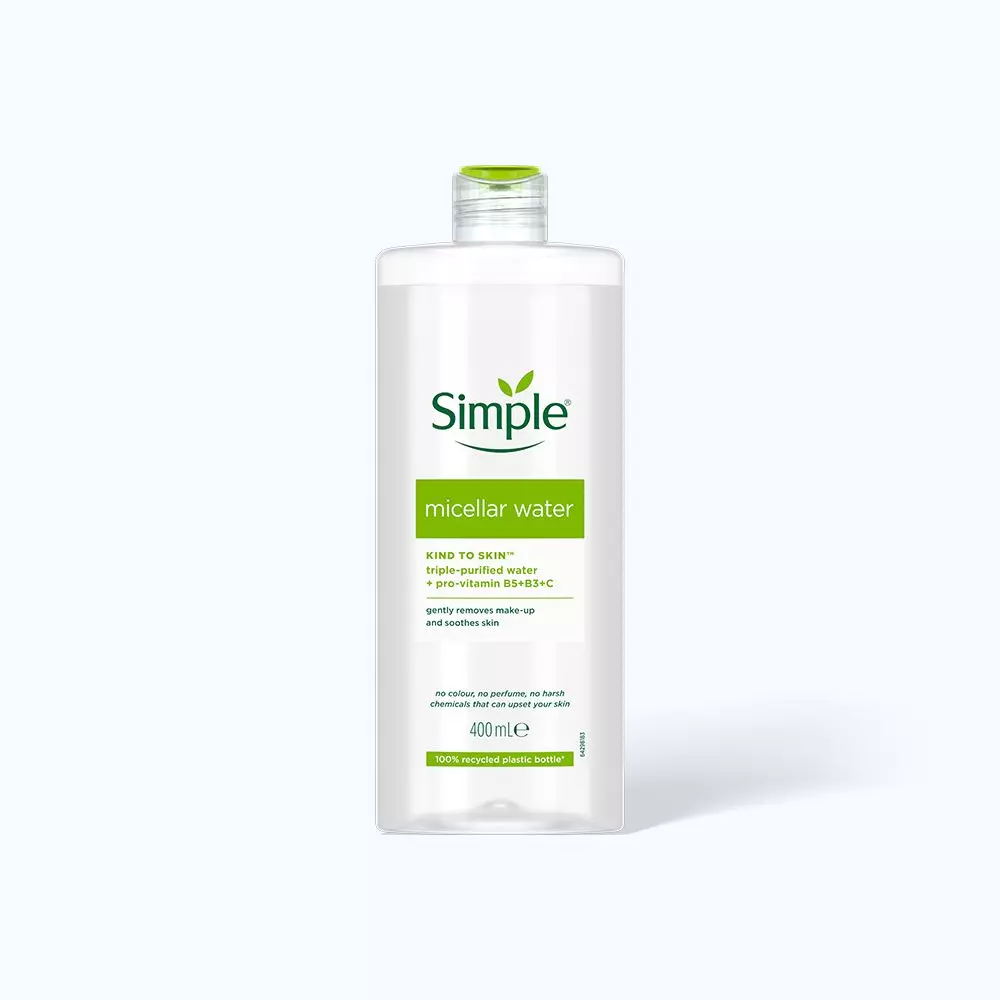 Simple®
micellar water
KIND TO SKIN™
triple-purified water
+ pro-vitamin B5+B3+C
gently removes make-up
and soothes skin
no colour, no perfume, no harsh
chemicals that can upset your skin
400 mL℮
64296183
100% recycled plastic bottle*